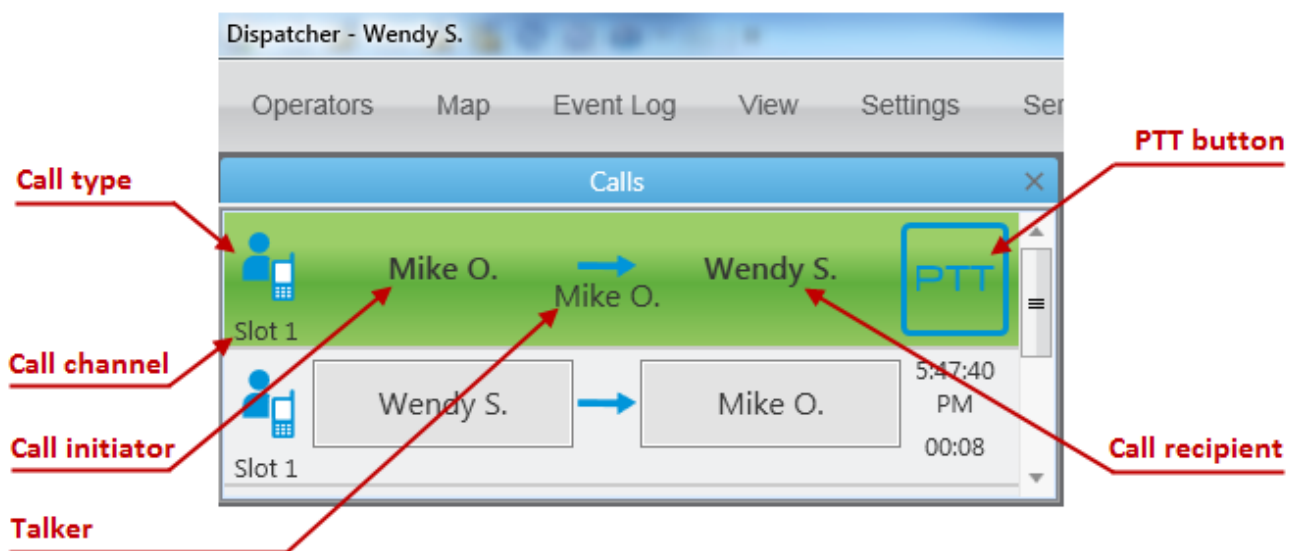 Dispatcher - Wendy S.
Operators Map Event Log View Settings Ser
PTT button
Call type
Calls
Mike O. Wendy S. PTT
Mike O.
Slot 1
Call channel
Wendy S. Mike O. 5:47:40
PM
00:08
Call initiator
Call recipient
Slot 1
Talker